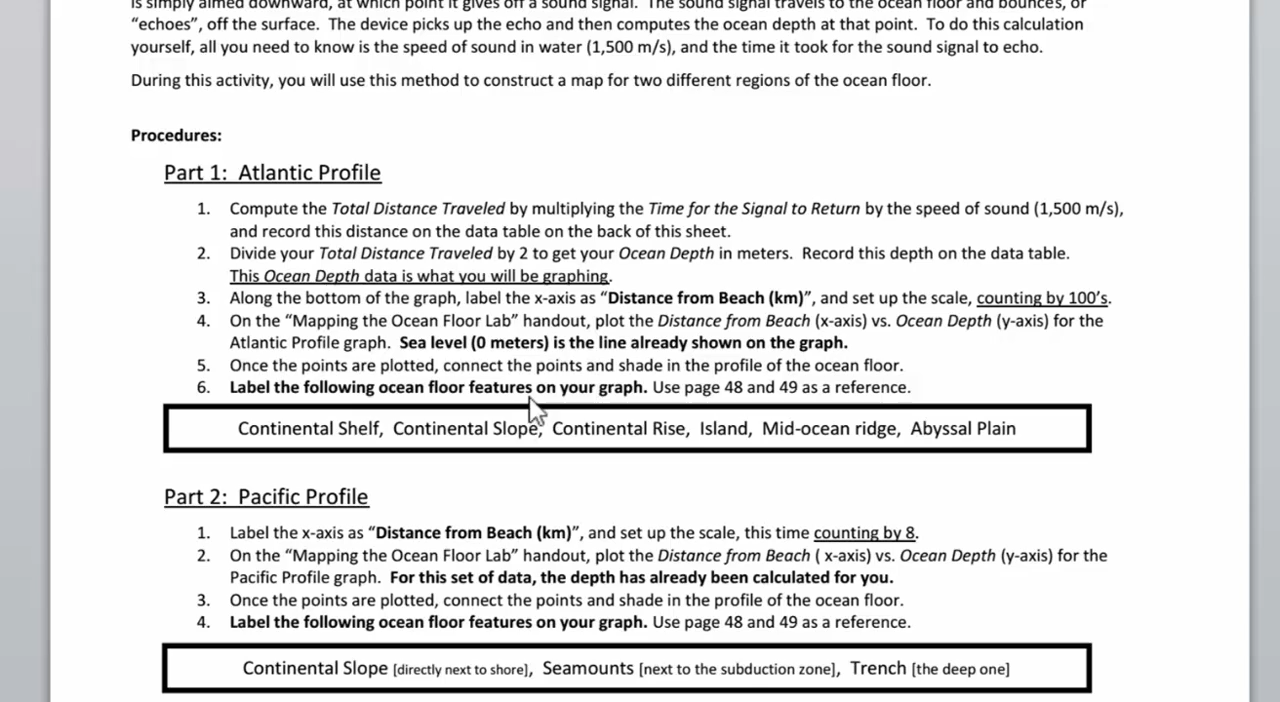 is simply aimed downward, at which point it gives off a sound signal. The sound signal travels to the ocean floor and bounces, or
“echoes”, off the surface. The device picks up the echo and then computes the ocean depth at that point. To do this calculation
yourself, all you need to know is the speed of sound in water (1,500 m/s), and the time it took for the sound signal to echo.
During this activity, you will use this method to construct a map for two different regions of the ocean floor.
Procedures:
Part 1: Atlantic Profile
1. Compute the Total Distance Traveled by multiplying the Time for the Signal to Return by the speed of sound (1,500 m/s),
and record this distance on the data table on the back of this sheet.
2. Divide your Total Distance Traveled by 2 to get your Ocean Depth in meters. Record this depth on the data table.
This Ocean Depth data is what you will be graphing.
3. Along the bottom of the graph, label the x-axis as “Distance from Beach (km)”, and set up the scale, counting by 100’s.
4. On the “Mapping the Ocean Floor Lab” handout, plot the Distance from Beach (x-axis) vs. Ocean Depth (y-axis) for the
Atlantic Profile graph. Sea level (0 meters) is the line already shown on the graph.
5. Once the points are plotted, connect the points and shade in the profile of the ocean floor.
6. Label the following ocean floor features on your graph. Use page 48 and 49 as a reference.
Continental Shelf, Continental Slope, Continental Rise, Island, Mid-ocean ridge, Abyssal Plain
Part 2: Pacific Profile
1. Label the x-axis as “Distance from Beach (km)”, and set up the scale, this time counting by 8.
2. On the “Mapping the Ocean Floor Lab” handout, plot the Distance from Beach ( x-axis) vs. Ocean Depth (y-axis) for the
Pacific Profile graph. For this set of data, the depth has already been calculated for you.
3. Once the points are plotted, connect the points and shade in the profile of the ocean floor.
4. Label the following ocean floor features on your graph. Use page 48 and 49 as a reference.
Continental Slope [directly next to shore], Seamounts [next to the subduction zone], Trench [the deep one]